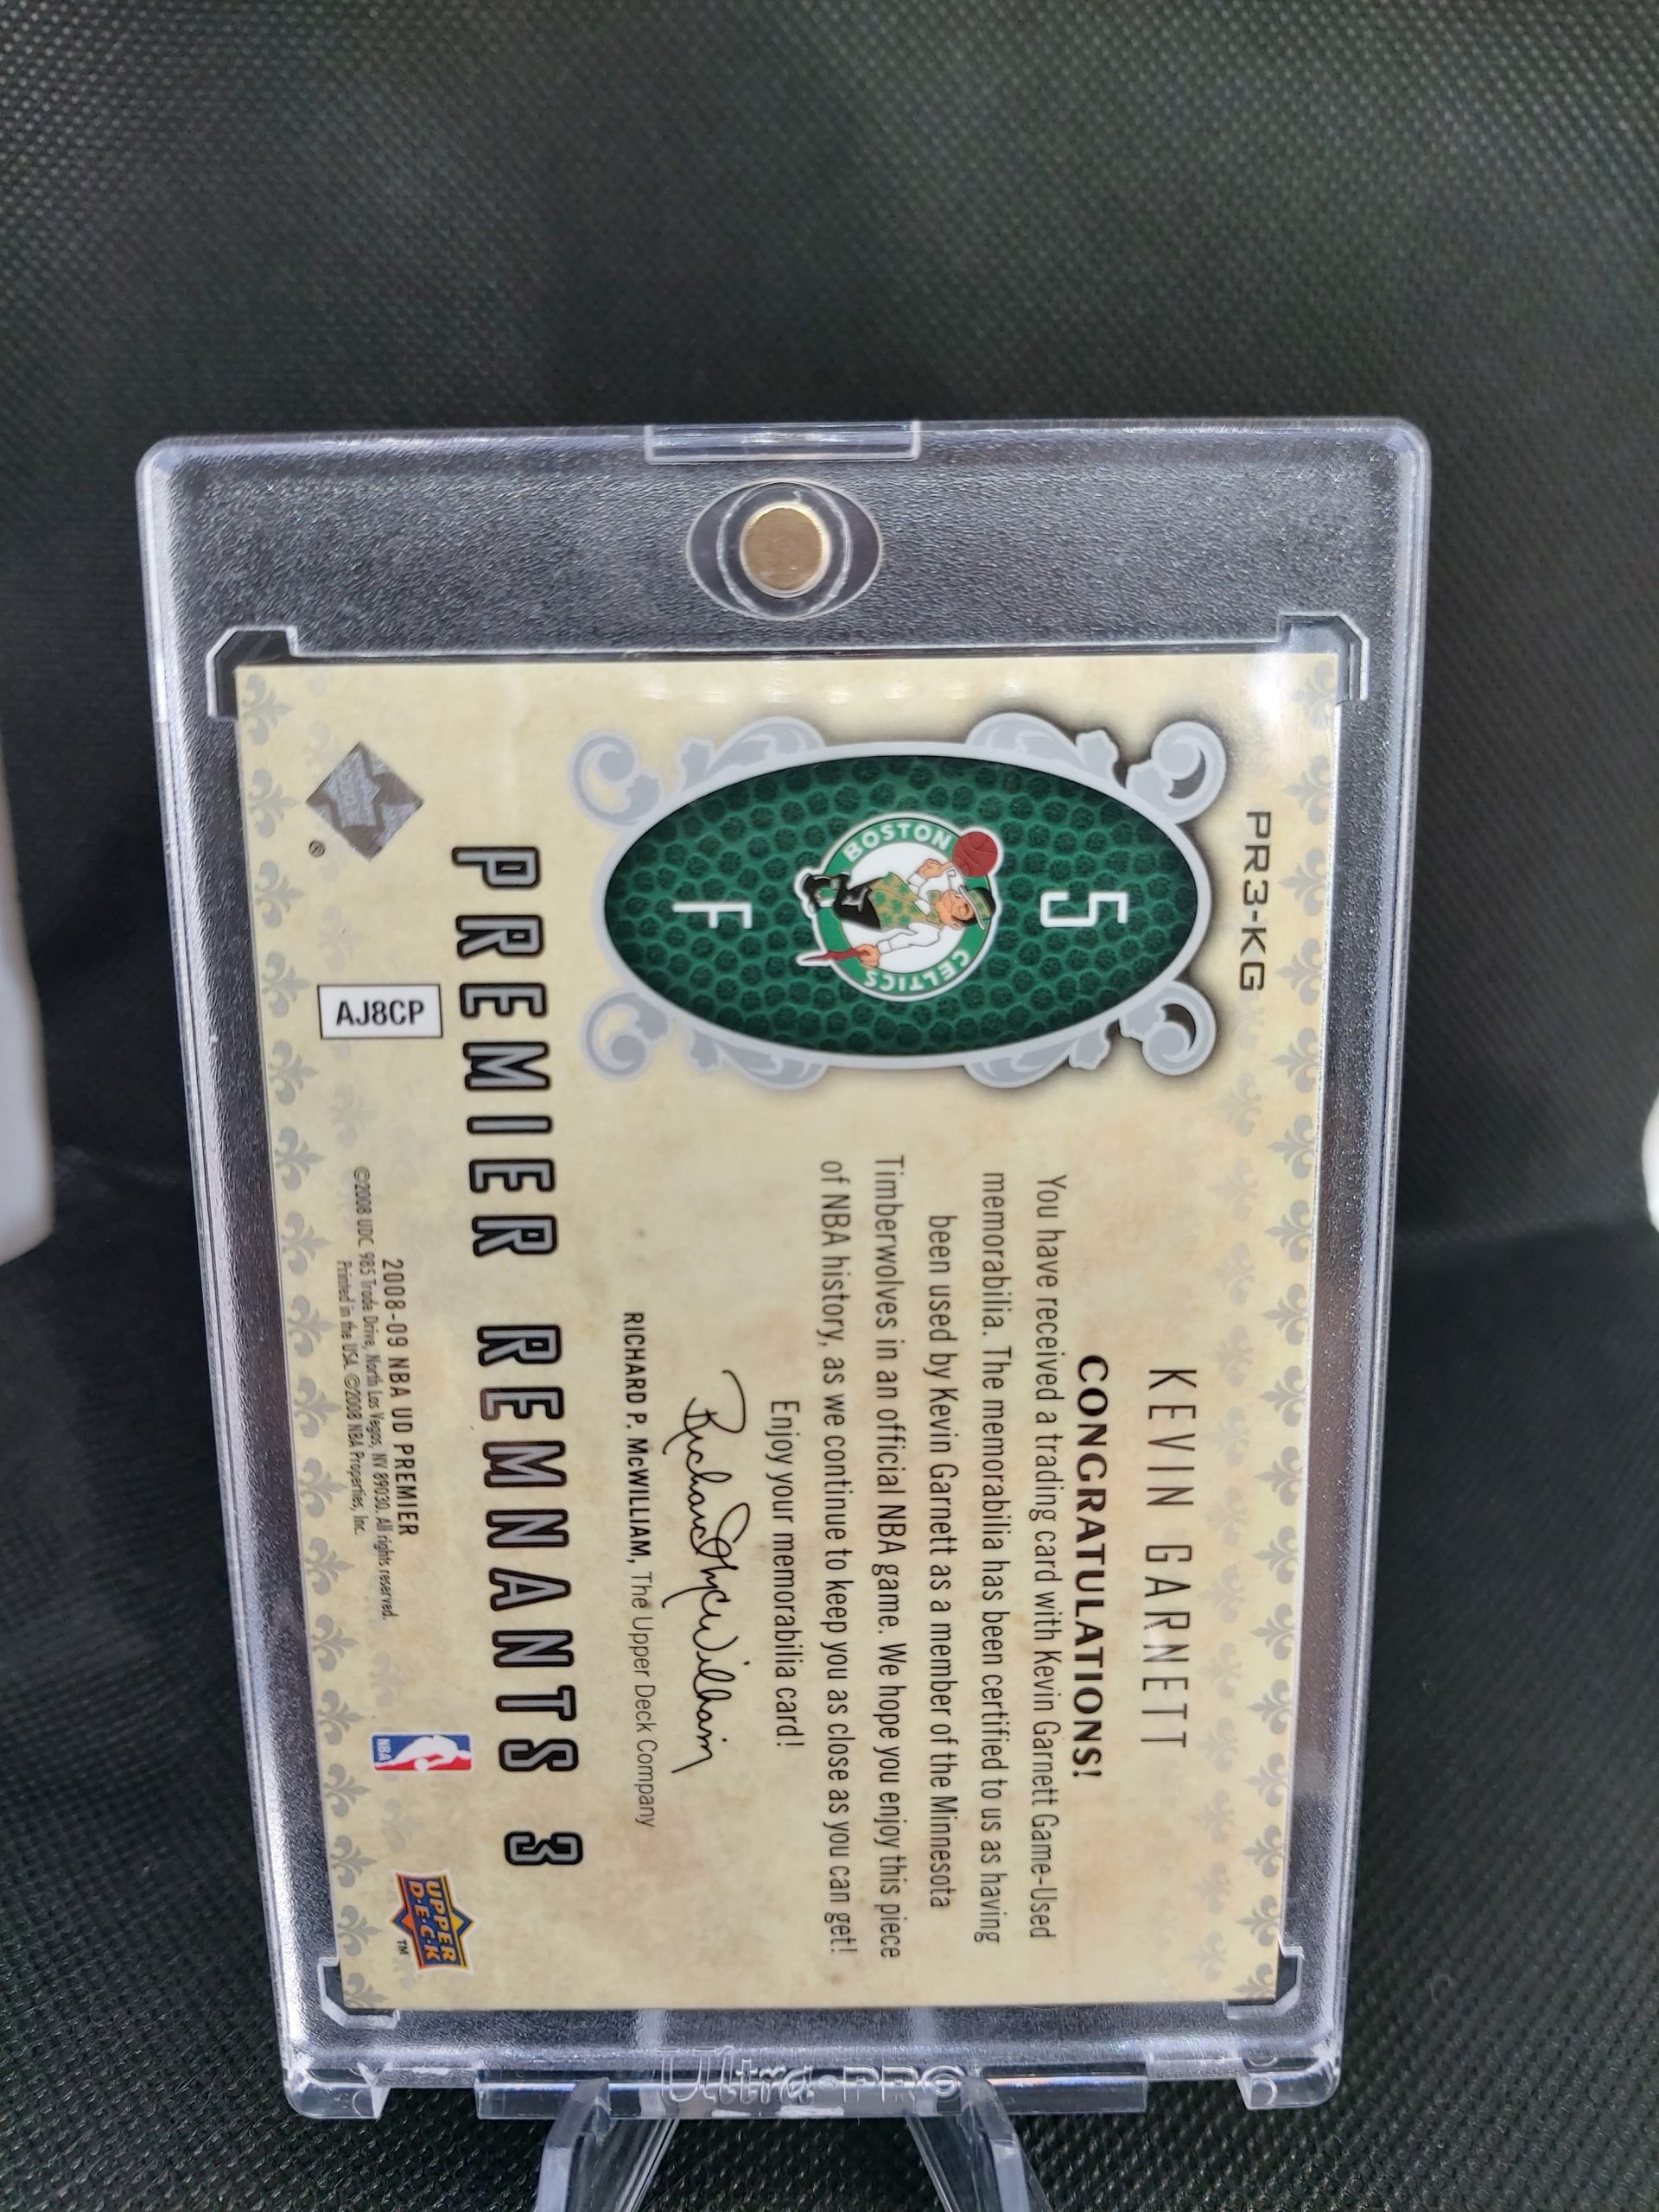 PR3-KG
5
BOSTON
CELTICS
F
KEVIN GARNETT
CONGRATULATIONS!
You have received a trading card with Kevin Garnett Game-Used
memorabilia. The memorabilia has been certified to us as having
been used by Kevin Garnett as a member of the Minnesota
Timberwolves in an official NBA game. We hope you enjoy this piece
of NBA history, as we continue to keep you as close as you can get!
Enjoy your memorabilia card!
Richard McWilliam
RICHARD P. McWILLIAM, The Upper Deck Company
PREMIER REMNANTS 3
®
AJ8CP
2008-09 NBA UD PREMIER
©2008 UDC. 985 Trade Drive, North Las Vegas, NV 89030. All rights reserved.
Printed in the USA. ©2008 NBA Properties, Inc.
NBA
UPPER
D·E·C·K
TM
Ultra·PRO